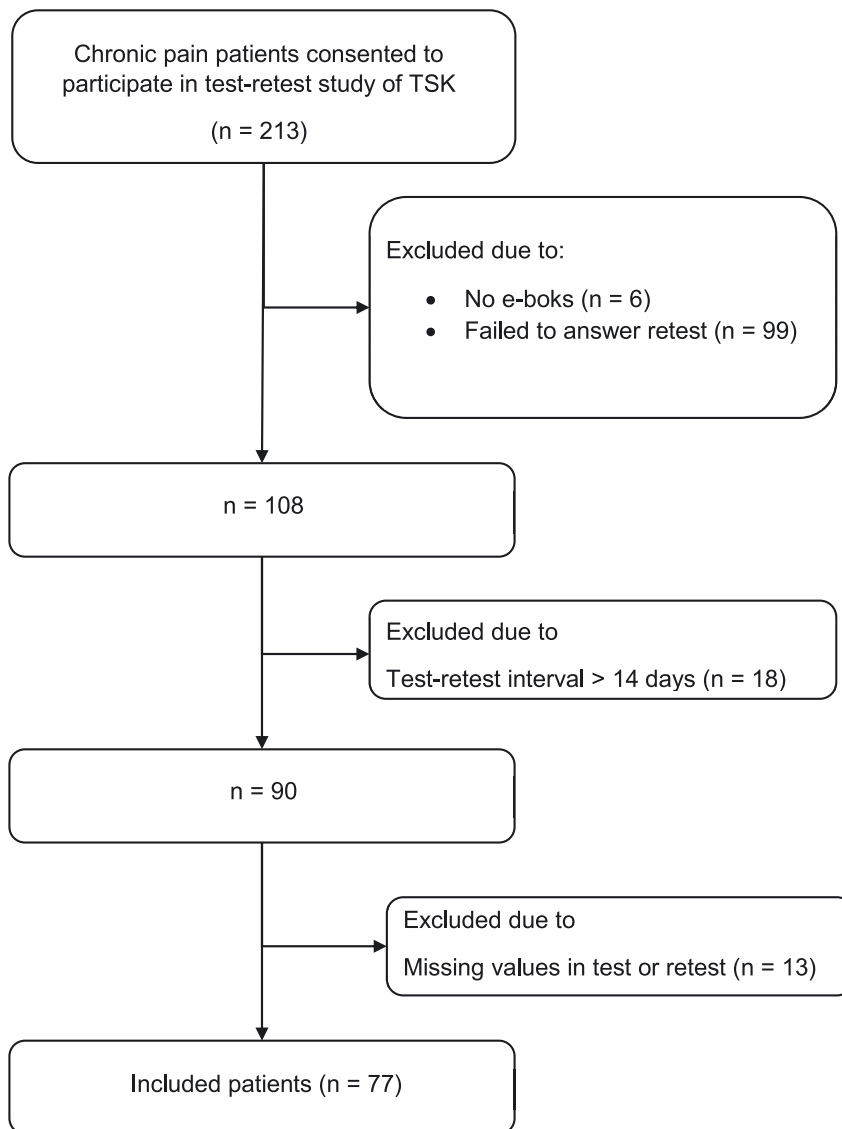 Chronic pain patients consented to
participate in test-retest study of TSK
(n = 213)
Excluded due to:
• No e-boks (n = 6)
• Failed to answer retest (n = 99)
n = 108
Excluded due to
Test-retest interval > 14 days (n = 18)
n = 90
Excluded due to
Missing values in test or retest (n = 13)
Included patients (n = 77)